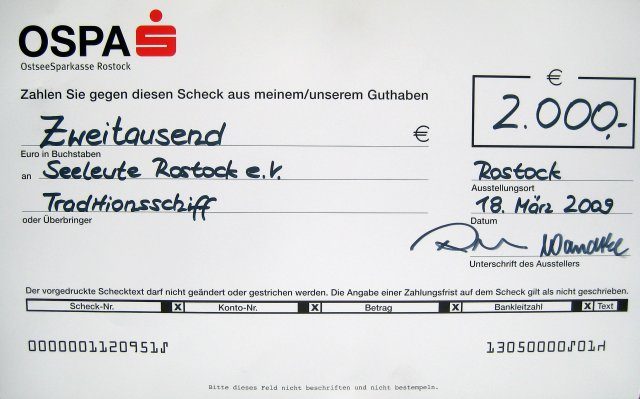 OSPA
OstseeSparkasse Rostock
Zahlen Sie gegen diesen Scheck aus meinem/unserem Guthaben
€
2.000,-
Zweitausend €
Euro in Buchstaben
an Seeleute Rostock e.V.
Rostock
Ausstellungsort
Traditionsschiff
18. März 2009
oder Überbringer
Datum
Wandtke
Unterschrift des Ausstellers
Der vorgedruckte Schecktext darf nicht geändert oder gestrichen werden. Die Angabe einer Zahlungsfrist auf dem Scheck gilt als nicht geschrieben.
Scheck-Nr. X Konto-Nr. X Betrag X Bankleitzahl X Text
0000001120951
13050000 01
Bitte dieses Feld nicht beschriften und nicht bestempeln.